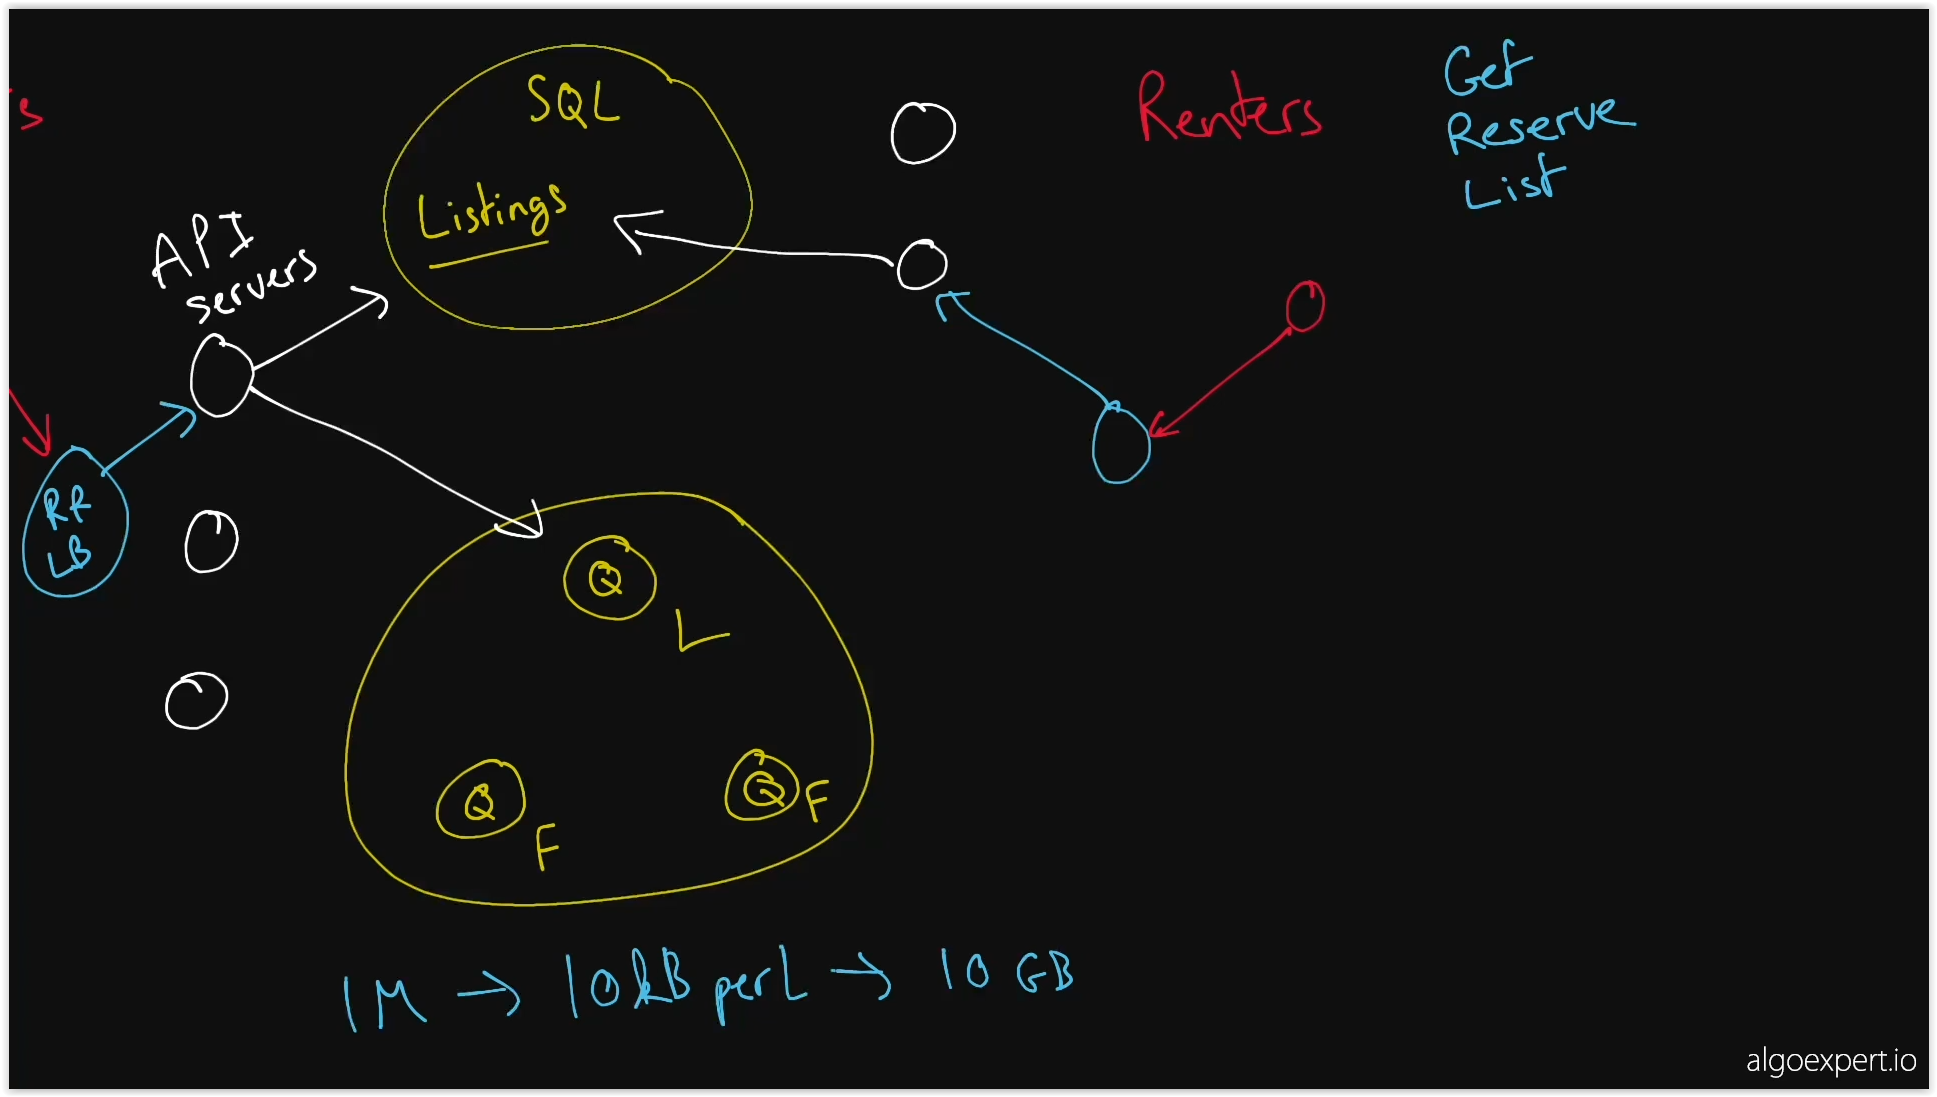 s
SQL
Listings
API
servers
RR
LB
Renters
Get
Reserve
List
Q
L
Q
F
Q
F
1M → 10kB per L → 10 GB
algoexpert.io